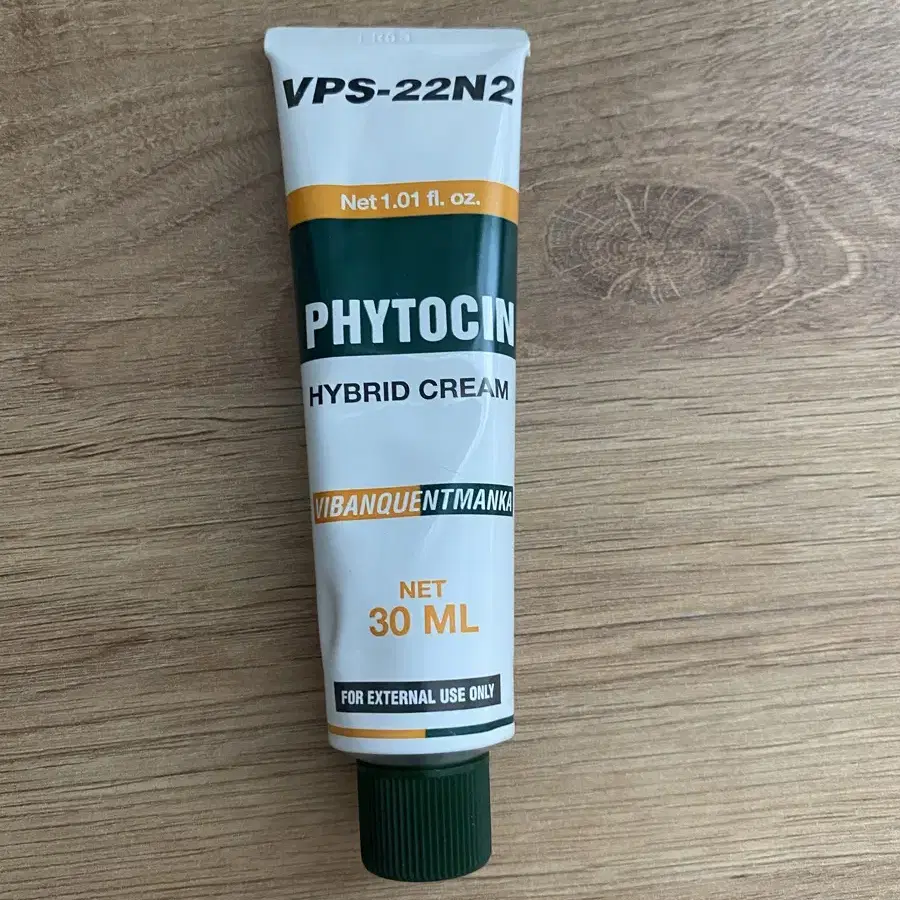 VPS-22N2
Net 1.01 fl. oz.
PHYTOCIN
HYBRID CREAM
VIBANQUENTMANKA
NET
30 ML
FOR EXTERNAL USE ONLY